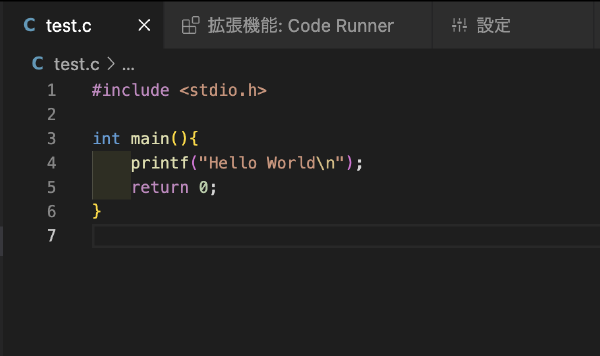 C test.c × 拡張機能: Code Runner 設定
C test.c > ...
1 #include <stdio.h>
2
3 int main(){
4     printf("Hello World\n");
5     return 0;
6 }
7